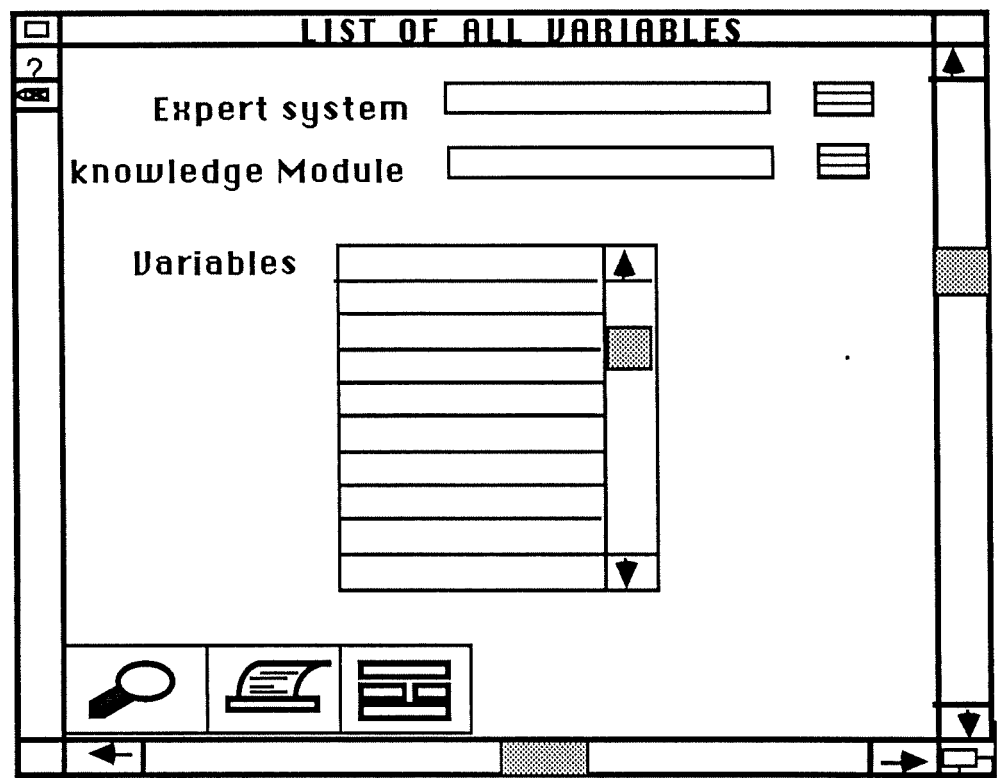 LIST OF ALL VARIABLES
?
Expert system
knowledge Module
Variables